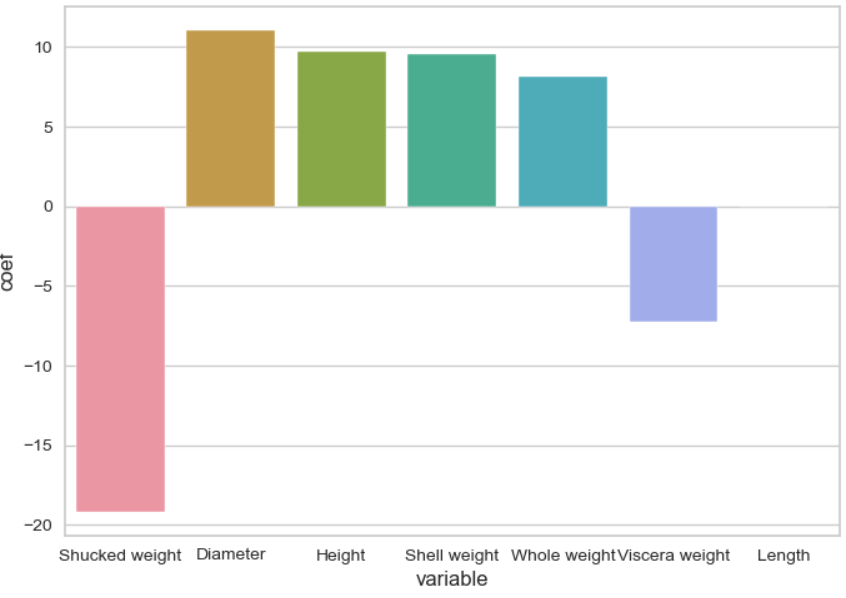 10
5
0
−5
−10
−15
−20
coef
Shucked weight Diameter Height Shell weight Whole weight Viscera weight Length
variable